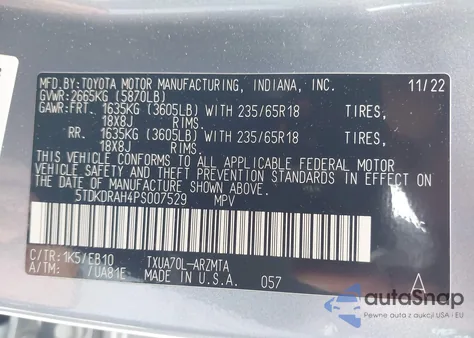 MFD.BY:TOYOTA MOTOR MANUFACTURING, INDIANA, INC. 11/22
GVWR:2665KG (5870LB)
GAWR:FRT. 1635KG (3605LB) WITH 235/65R18 TIRES,
18X8J RIMS.
RR. 1635KG (3605LB) WITH 235/65R18 TIRES,
18X8J RIMS.
THIS VEHICLE CONFORMS TO ALL APPLICABLE FEDERAL MOTOR
VEHICLE SAFETY AND THEFT PREVENTION STANDARDS IN EFFECT
ON THE DATE OF MANUFACTURE SHOWN ABOVE.
5TDKDRAH4PS007529 MPV
C/TR:1K5/EB10 TXUA70L-ARZMTA
A/TM: /UA81E MADE IN U.S.A. 057 A
autoSnap
Pewne auta z aukcji USA i EU